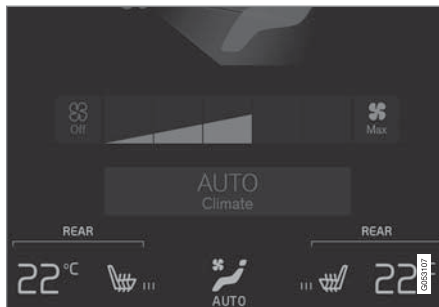 Off
Max
AUTO
Climate
REAR REAR
22°C 22°C
AUTO
G053107